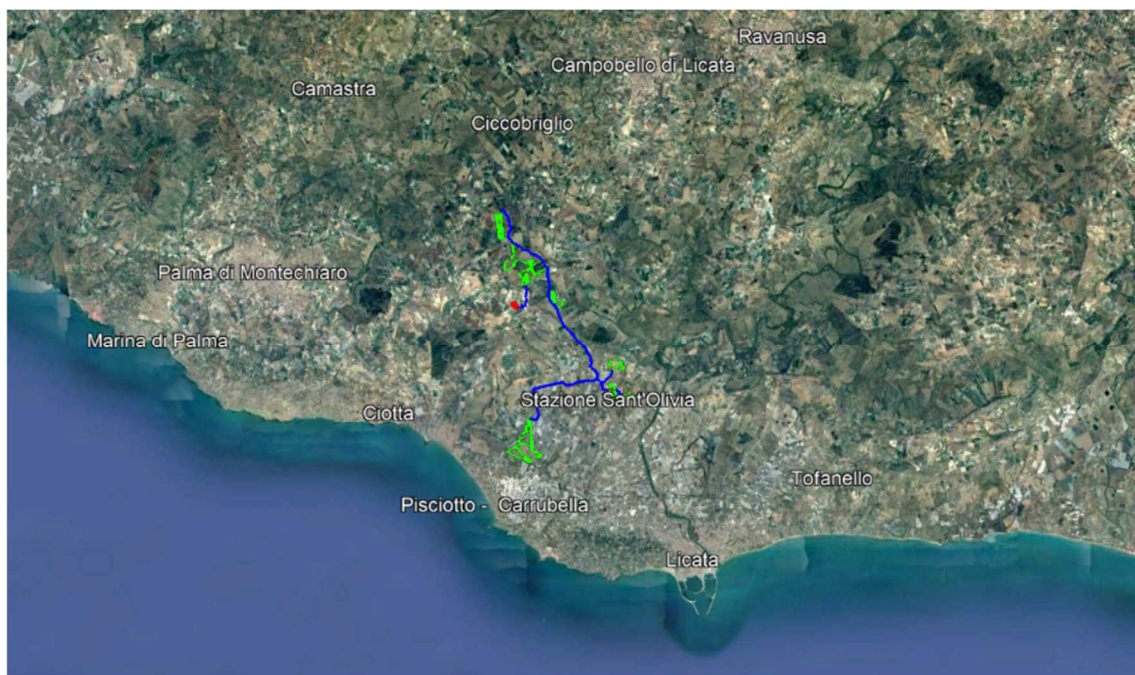 Ravanusa
Campobello di Licata
Camastra
Ciccobriglio
Palma di Montechiaro
Marina di Palma
Stazione Sant'Olivia
Ciotta
Tofanello
Pisciotto - Carrubella
Licata